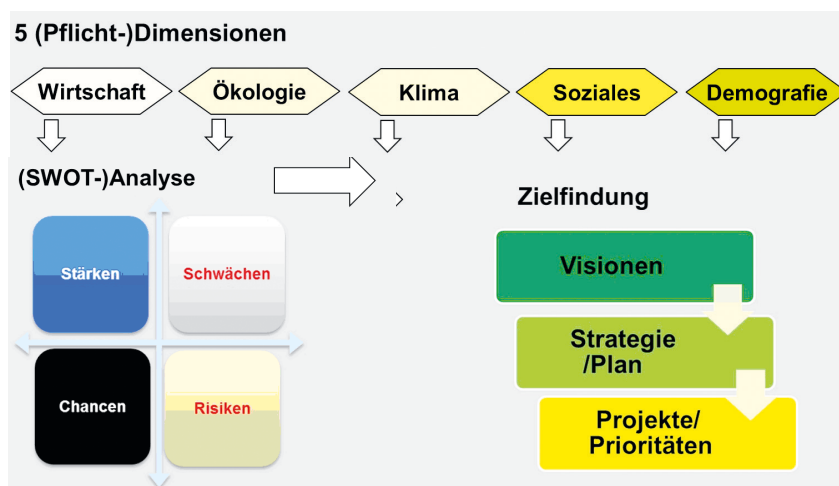 5 (Pflicht-)Dimensionen
Wirtschaft
Ökologie
Klima
Soziales
Demografie
(SWOT-)Analyse
Stärken
Schwächen
Chancen
Risiken
Zielfindung
Visionen
Strategie
/Plan
Projekte/
Prioritäten